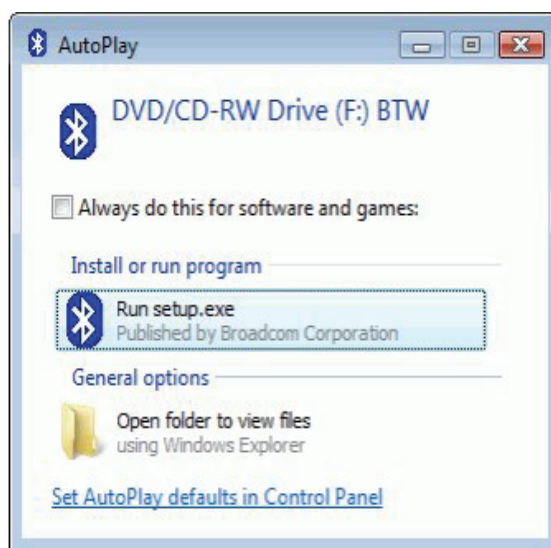 AutoPlay
DVD/CD-RW Drive (F:) BTW
Always do this for software and games:
Install or run program
Run setup.exe
Published by Broadcom Corporation
General options
Open folder to view files
using Windows Explorer
Set AutoPlay defaults in Control Panel